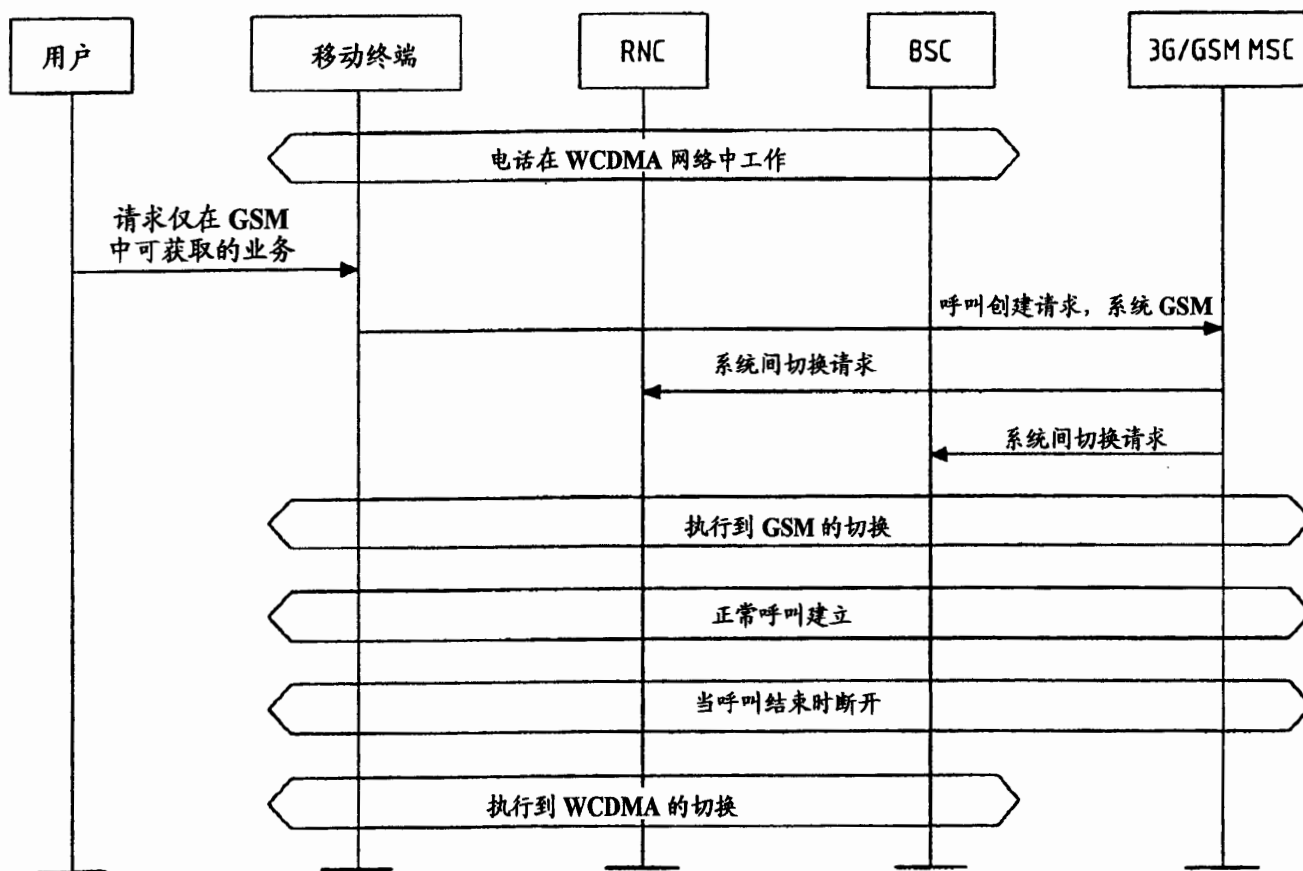 用户
移动终端
RNC
BSC
3G/GSM MSC
电话在 WCDMA 网络中工作
请求仅在 GSM
中可获取的业务
呼叫创建请求，系统 GSM
系统间切换请求
系统间切换请求
执行到 GSM 的切换
正常呼叫建立
当呼叫结束时断开
执行到 WCDMA 的切换